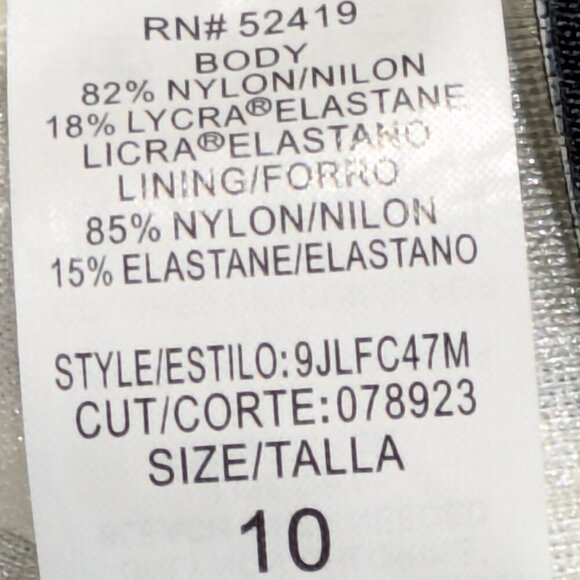 RN# 52419
BODY
82% NYLON/NILON
18% LYCRA®ELASTANE
LICRA®ELASTANO
LINING/FORRO
85% NYLON/NILON
15% ELASTANE/ELASTANO
STYLE/ESTILO:9JLFC47M
CUT/CORTE:078923
SIZE/TALLA
10